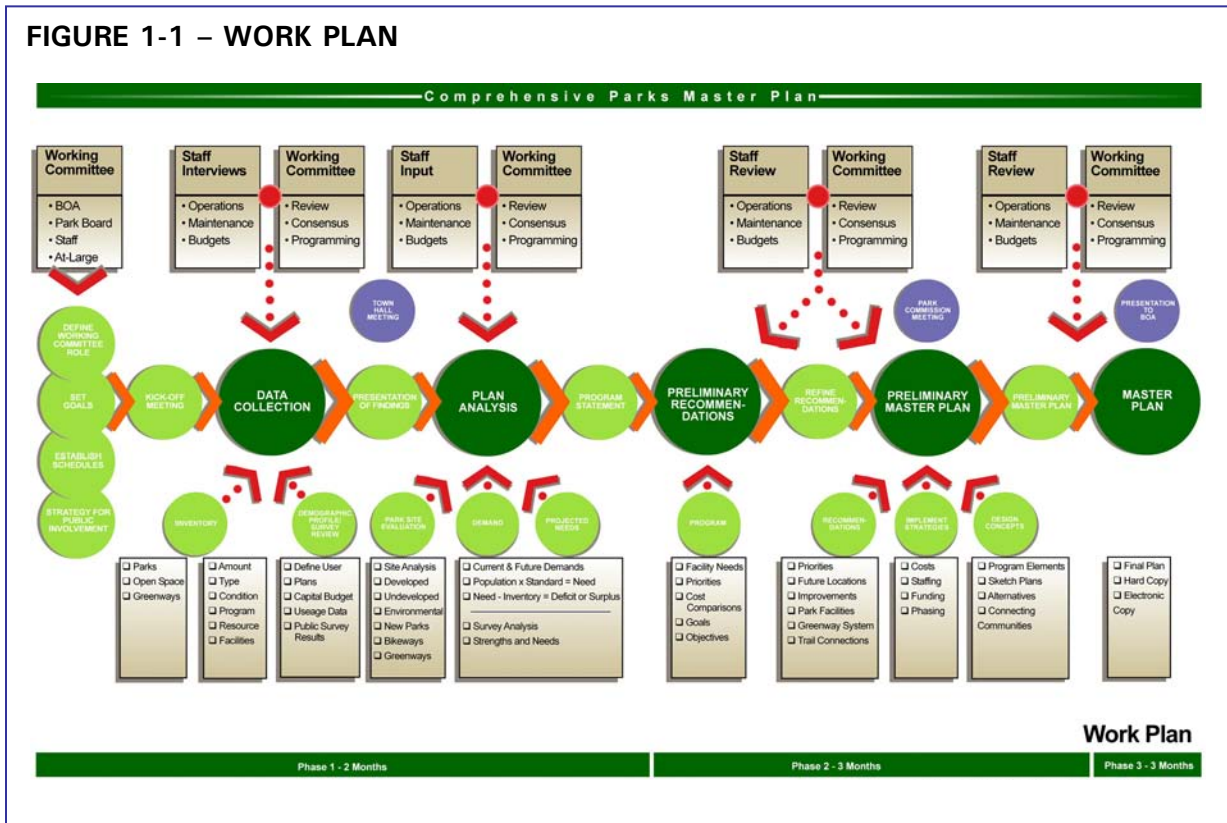 FIGURE 1-1 – WORK PLAN
Comprehensive Parks Master Plan
Working
Committee
• BOA
• Park Board
• Staff
• At-Large
Staff
Interviews
• Operations
• Maintenance
• Budgets
Working
Committee
• Review
• Consensus
• Programming
Staff
Input
• Operations
• Maintenance
• Budgets
Working
Committee
• Review
• Consensus
• Programming
Staff
Review
• Operations
• Maintenance
• Budgets
Working
Committee
• Review
• Consensus
• Programming
Staff
Review
• Operations
• Maintenance
• Budgets
Working
Committee
• Review
• Consensus
• Programming
TOWN
HALL
MEETING
PARK
COMMISSION
MEETING
PRESENTATION
TO
BOA
DEFINE
WORKING
COMMITTEE
ROLE
SET
GOALS
ESTABLISH
SCHEDULES
STRATEGY FOR
PUBLIC
INVOLVEMENT
KICK-OFF
MEETING
DATA
COLLECTION
PRESENTATION
OF FINDINGS
PLAN
ANALYSIS
PROGRAM
STATEMENT
PRELIMINARY
RECOMMEN-
DATIONS
REFINE
RECOMMEN-
DATIONS
PRELIMINARY
MASTER PLAN
PRELIMINARY
MASTER PLAN
MASTER
PLAN
INVENTORY
DEMOGRAPHIC
PROFILE/
SURVEY
REVIEW
PARK SITE
EVALUATION
DEMAND
PROJECTED
NEEDS
PROGRAM
RECOMMEN-
DATIONS
IMPLEMENT
STRATEGIES
DESIGN
CONCEPTS
❑ Parks
❑ Open Space
❑ Greenways
❑ Amount
❑ Type
❑ Condition
❑ Program
❑ Resource
❑ Facilities
❑ Define User
❑ Plans
❑ Capital Budget
❑ Useage Data
❑ Public Survey
Results
❑ Site Analysis
❑ Developed
❑ Undeveloped
❑ Environmental
❑ New Parks
❑ Bikeways
❑ Greenways
❑ Current & Future Demands
❑ Population x Standard = Need
❑ Need - Inventory = Deficit or Surplus
❑ Survey Analysis
❑ Strengths and Needs
❑ Facility Needs
❑ Priorities
❑ Cost
Comparisons
❑ Goals
❑ Objectives
❑ Priorities
❑ Future Locations
❑ Improvements
❑ Park Facilities
❑ Greenway System
❑ Trail Connections
❑ Costs
❑ Staffing
❑ Funding
❑ Phasing
❑ Program Elements
❑ Sketch Plans
❑ Alternatives
❑ Connecting
Communities
❑ Final Plan
❑ Hard Copy
❑ Electronic
Copy
Work Plan
Phase 1 - 2 Months
Phase 2 - 3 Months
Phase 3 - 3 Months